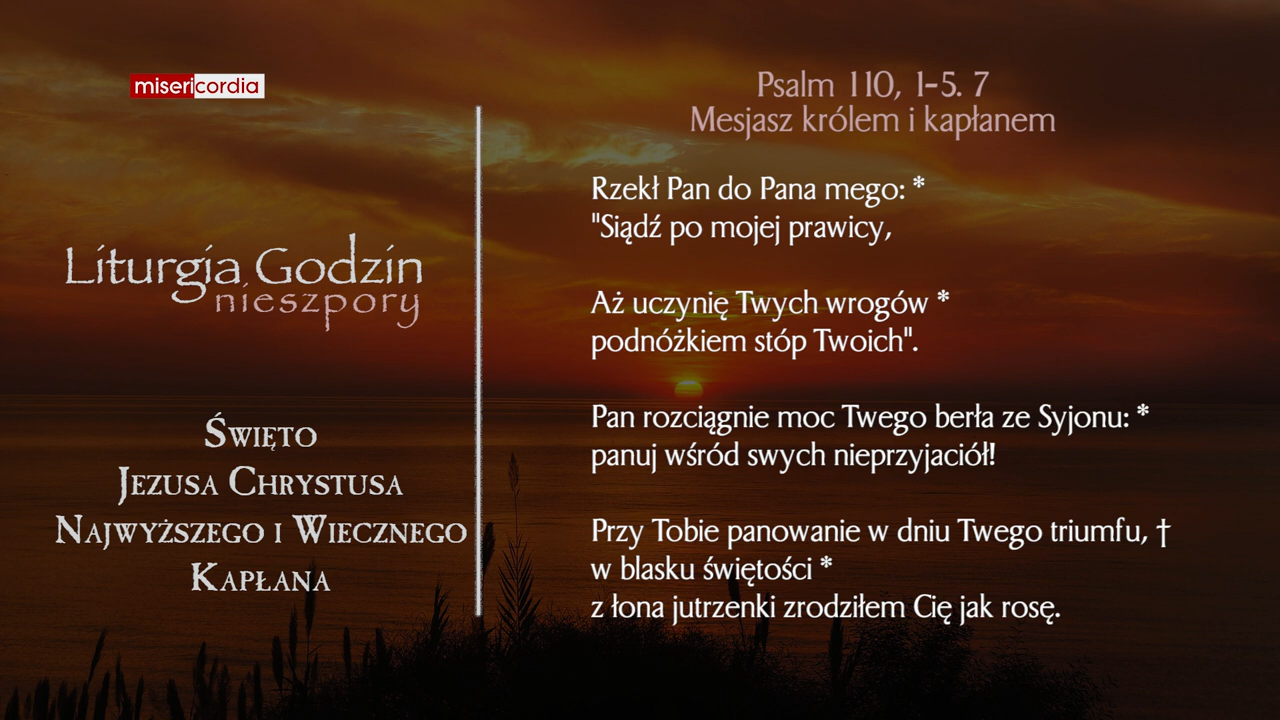 misericordia
Liturgia Godzin
nieszpory
Święto
Jezusa Chrystusa
Najwyższego i Wiecznego
Kapłana
Psalm 110, 1-5. 7
Mesjasz królem i kapłanem
Rzekł Pan do Pana mego: *
"Siądź po mojej prawicy,
Aż uczynię Twych wrogów *
podnóżkiem stóp Twoich".
Pan rozciągnie moc Twego berła ze Syjonu: *
panuj wśród swych nieprzyjaciół!
Przy Tobie panowanie w dniu Twego triumfu, †
w blasku świętości *
z łona jutrzenki zrodziłem Cię jak rosę.